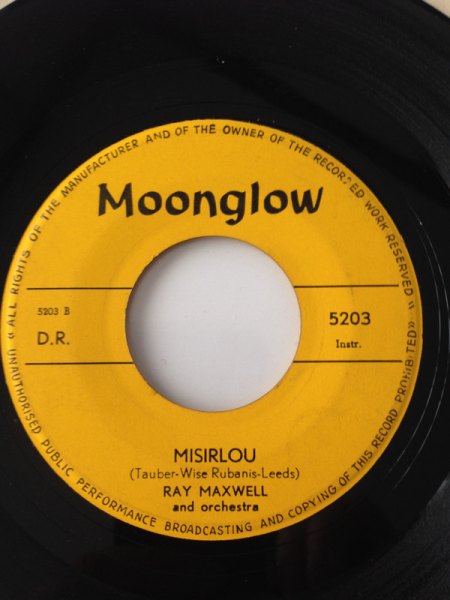 « ALL RIGHTS OF THE MANUFACTURER AND OF THE OWNER OF THE RECORDED WORK RESERVED »
Moonglow
5203 B
D.R.
5203
Instr.
MISIRLOU
(Tauber-Wise Rubanis-Leeds)
RAY MAXWELL
and orchestra
UNAUTHORISED PUBLIC PERFORMANCE BROADCASTING AND COPYING OF THIS RECORD PROHIBITED»